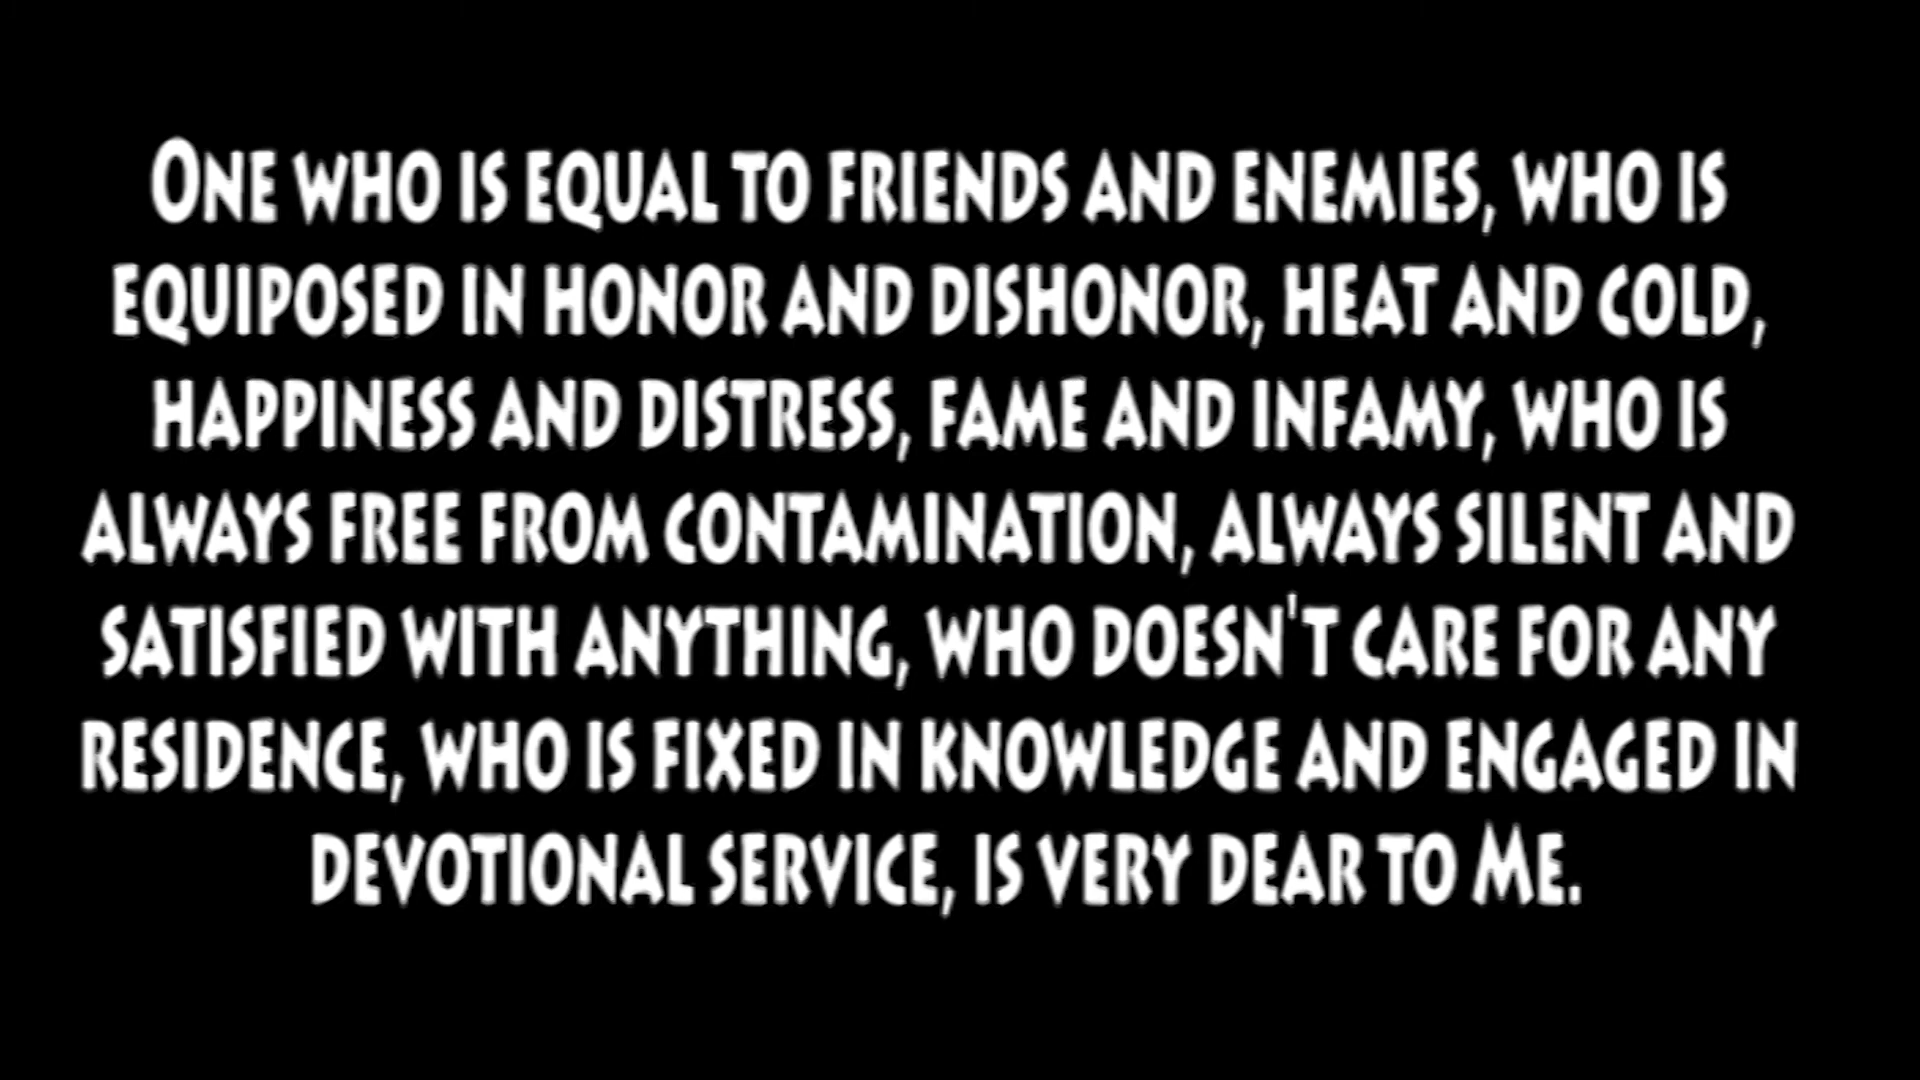 One who is equal to friends and enemies, who is
equiposed in honor and dishonor, heat and cold,
happiness and distress, fame and infamy, who is
always free from contamination, always silent and
satisfied with anything, who doesn't care for any
residence, who is fixed in knowledge and engaged in
devotional service, is very dear to Me.